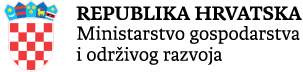 REPUBLIKA HRVATSKA
Ministarstvo gospodarstva
i održivog razvoja